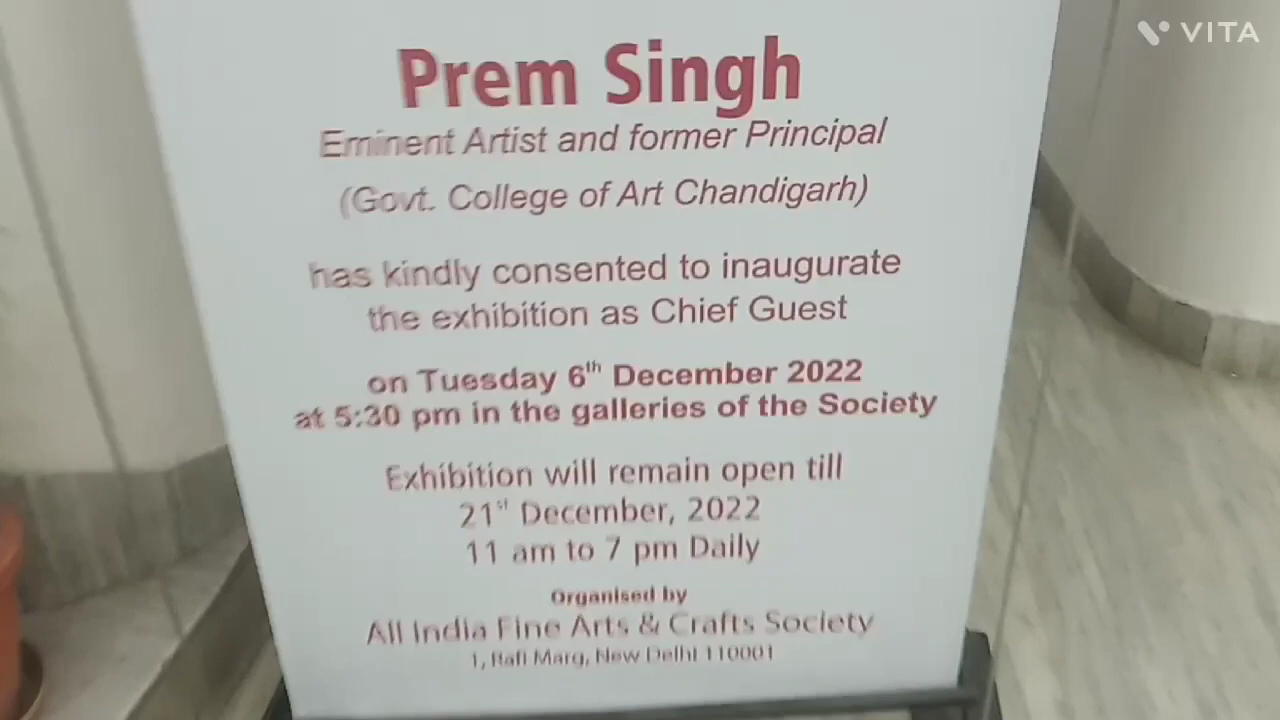 VITA
Prem Singh
Eminent Artist and former Principal
(Govt. College of Art Chandigarh)
has kindly consented to inaugurate
the exhibition as Chief Guest
on Tuesday 6th December 2022
at 5:30 pm in the galleries of the Society
Exhibition will remain open till
21st December, 2022
11 am to 7 pm Daily
Organised by
All India Fine Arts & Crafts Society
1, Rafi Marg, New Delhi 110001